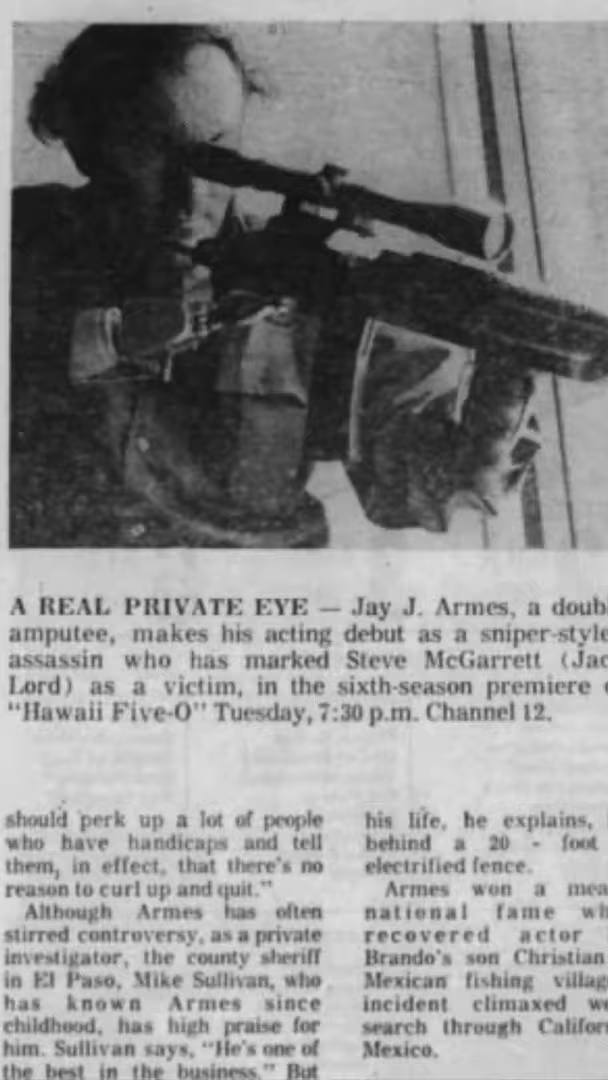 A REAL PRIVATE EYE — Jay J. Armes, a doub
amputee, makes his acting debut as a sniper-style
assassin who has marked Steve McGarrett (Jac
Lord) as a victim, in the sixth-season premiere
"Hawaii Five-O" Tuesday, 7:30 p.m. Channel 12.
should perk up a lot of people
who have handicaps and tell
them, in effect, that there's no
reason to curl up and quit."
Although Armes has often
stirred controversy, as a private
investigator, the county sheriff
in El Paso, Mike Sullivan, who
has known Armes since
childhood, has high praise for
him. Sullivan says, "He's one of
the best in the business." But
his life, he explains,
behind a 20 - foot
electrified fence.
Armes won a mea
national fame wh
recovered actor
Brando's son Christian
Mexican fishing villag
incident climaxed we
search through Califor
Mexico.